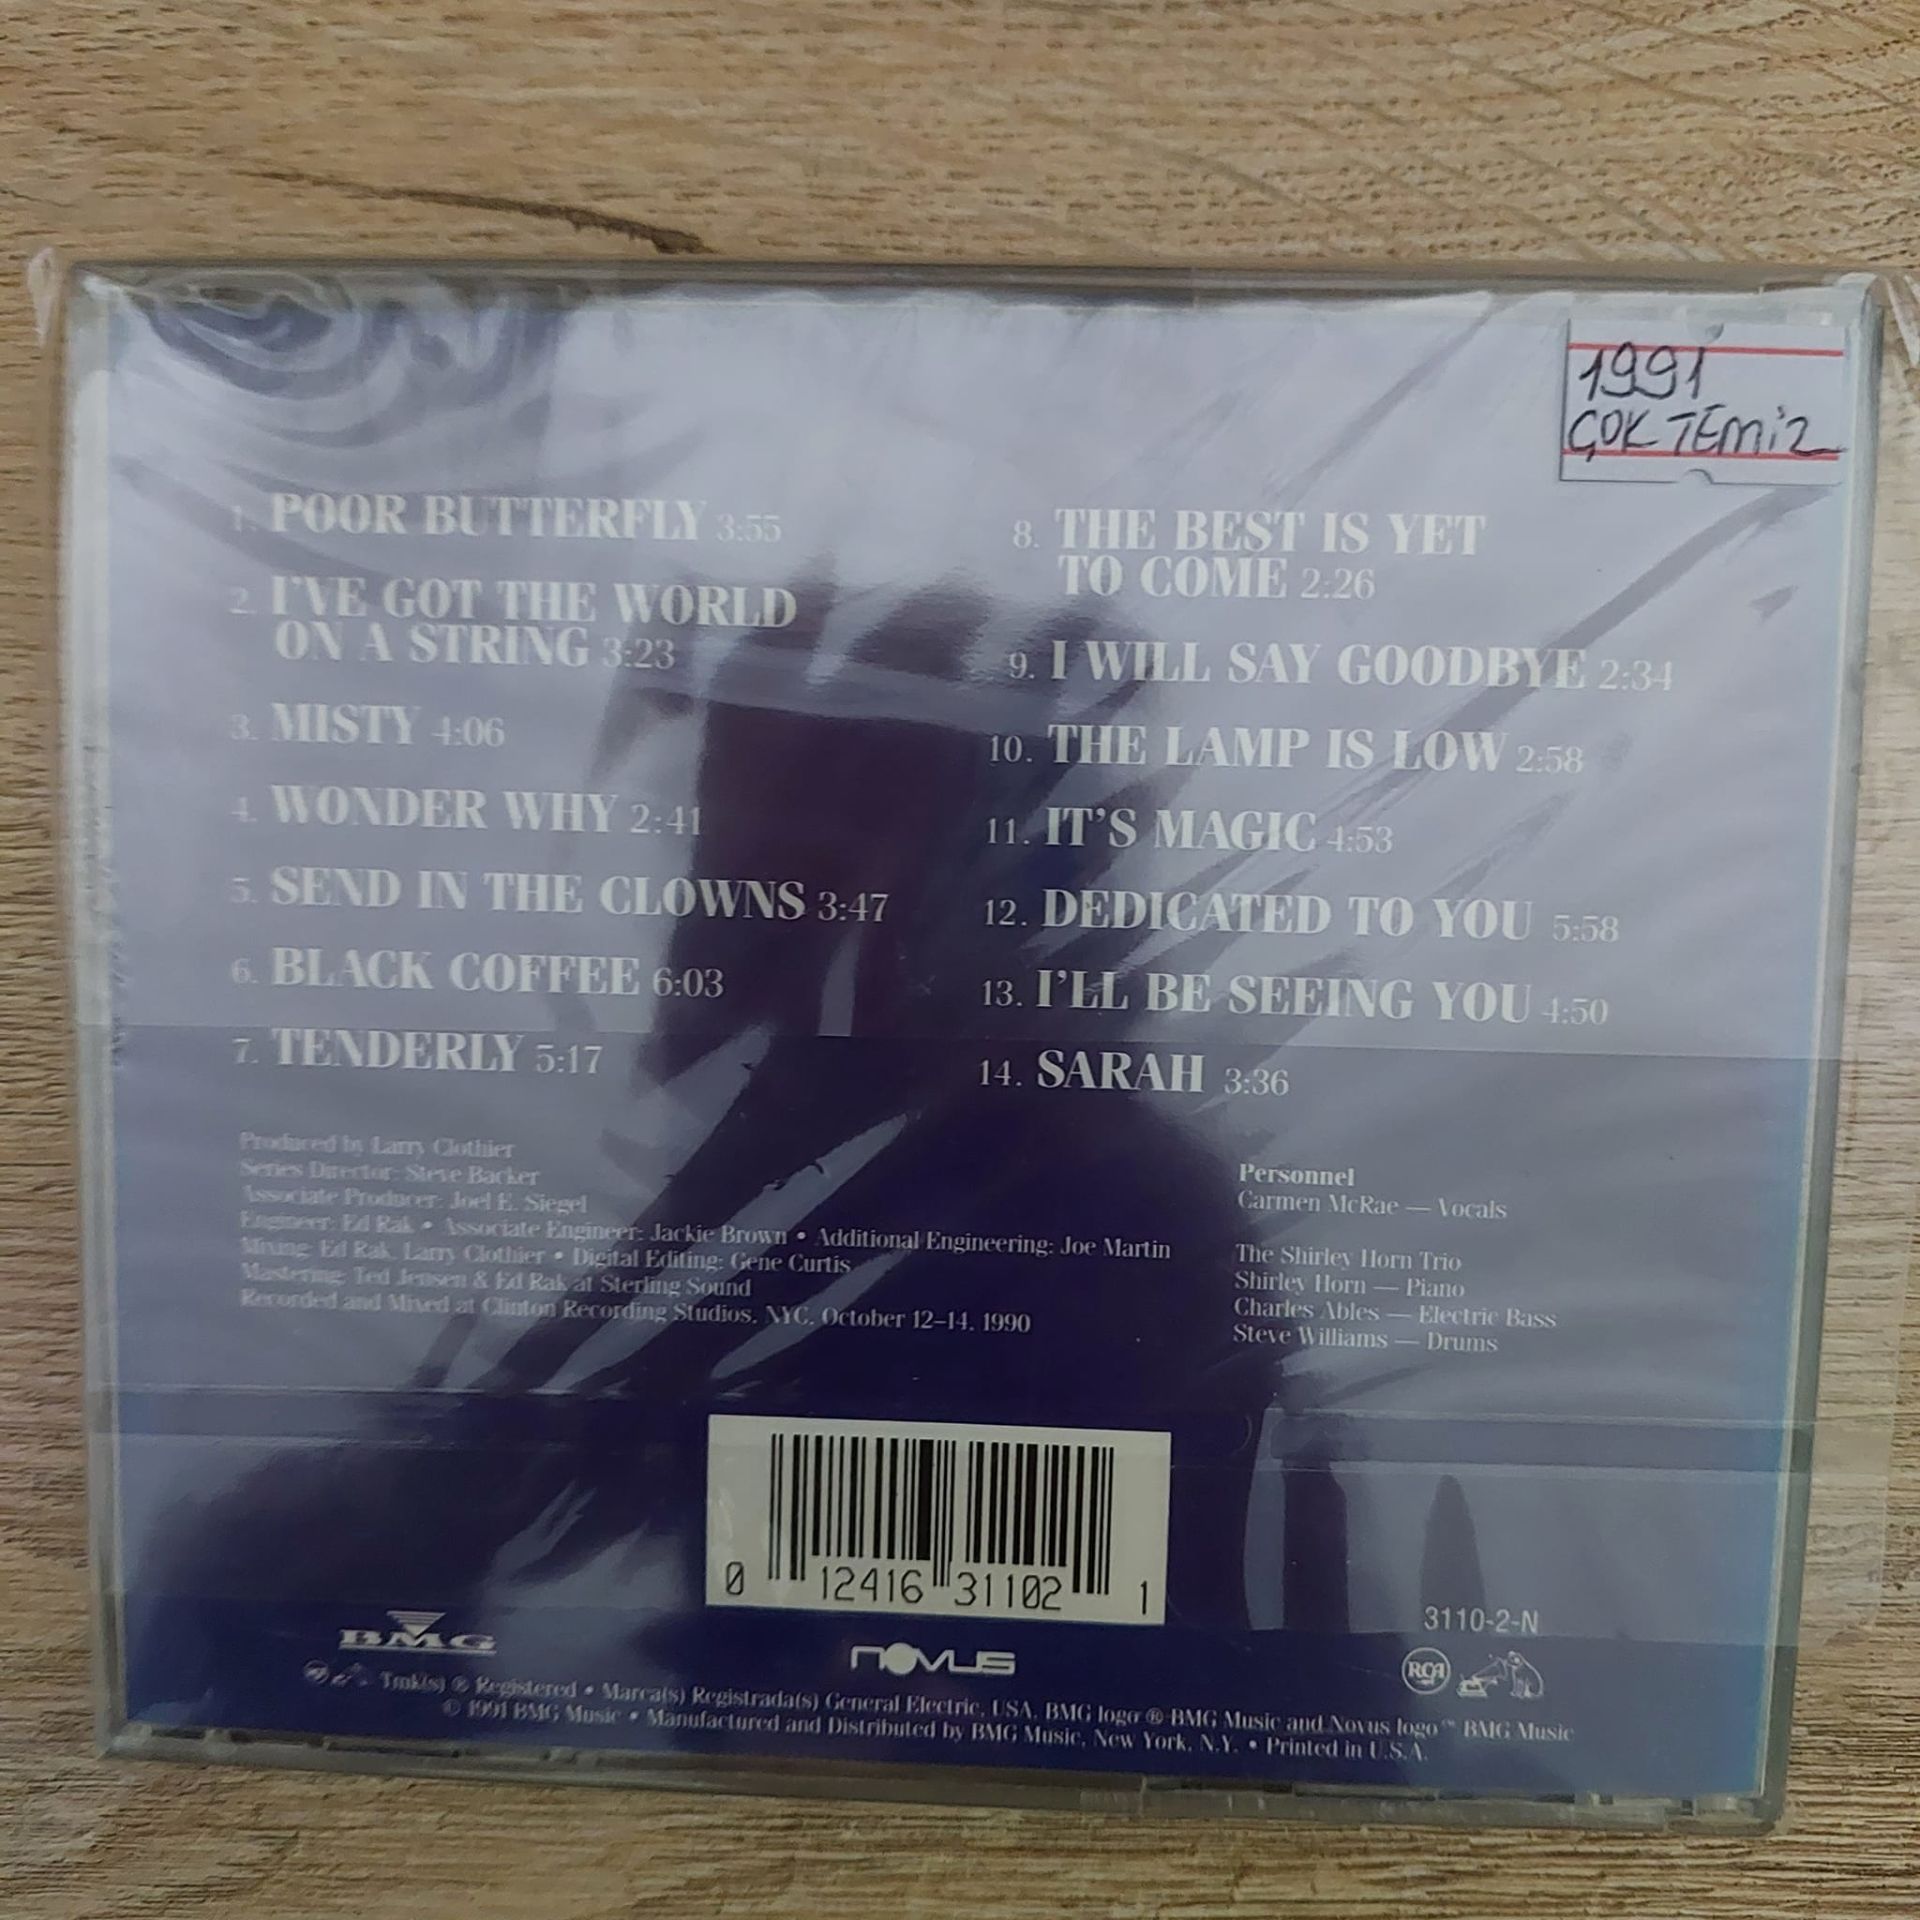 1991
ÇOK TEMİZ
1. POOR BUTTERFLY 3:55
2. I'VE GOT THE WORLD
ON A STRING 3:23
3. MISTY 4:06
4. WONDER WHY 2:41
5. SEND IN THE CLOWNS 3:47
6. BLACK COFFEE 6:03
7. TENDERLY 5:17
8. THE BEST IS YET
TO COME 2:26
9. I WILL SAY GOODBYE 2:34
10. THE LAMP IS LOW 2:58
11. IT'S MAGIC 4:53
12. DEDICATED TO YOU 5:58
13. I'LL BE SEEING YOU 4:50
14. SARAH 3:36
Produced by Larry Clothier
Series Director: Steve Backer
Associate Producer: Joel E. Siegel
Engineer: Ed Rak • Associate Engineer: Jackie Brown • Additional Engineering: Joe Martin
Mixing: Ed Rak, Larry Clothier • Digital Editing: Gene Curtis
Mastering: Ted Jensen & Ed Rak at Sterling Sound
Recorded and Mixed at Clinton Recording Studios, NYC, October 12–14, 1990
Personnel
Carmen McRae — Vocals
The Shirley Horn Trio
Shirley Horn — Piano
Charles Ables — Electric Bass
Steve Williams — Drums
0 12416 31102 1
BMG
NOVUS
3110-2-N
RCA
Tmk(s) ® Registered • Marca(s) Registrada(s) General Electric, USA, BMG logo ® BMG Music and Novus logo ™ BMG Music
© 1991 BMG Music • Manufactured and Distributed by BMG Music, New York, N.Y. • Printed in U.S.A.